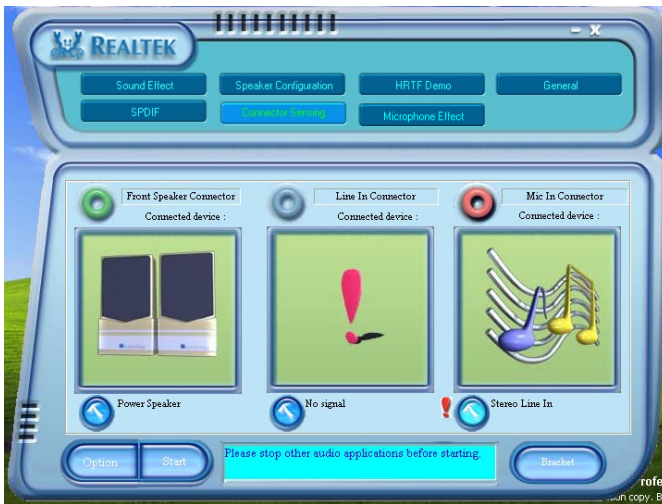 REALTEK
Sound Effect
Speaker Configuration
HRTF Demo
General
SPDIF
Connector Sensing
Microphone Effect
Front Speaker Connector
Connected device :
Line In Connector
Connected device :
Mic In Connector
Connected device :
Power Speaker
No signal
Stereo Line In
Option
Start
Please stop other audio applications before starting.
Bracket
copy.